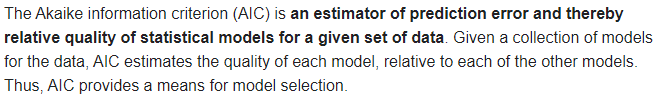 The Akaike information criterion (AIC) is an estimator of prediction error and thereby
relative quality of statistical models for a given set of data. Given a collection of models
for the data, AIC estimates the quality of each model, relative to each of the other models.
Thus, AIC provides a means for model selection.